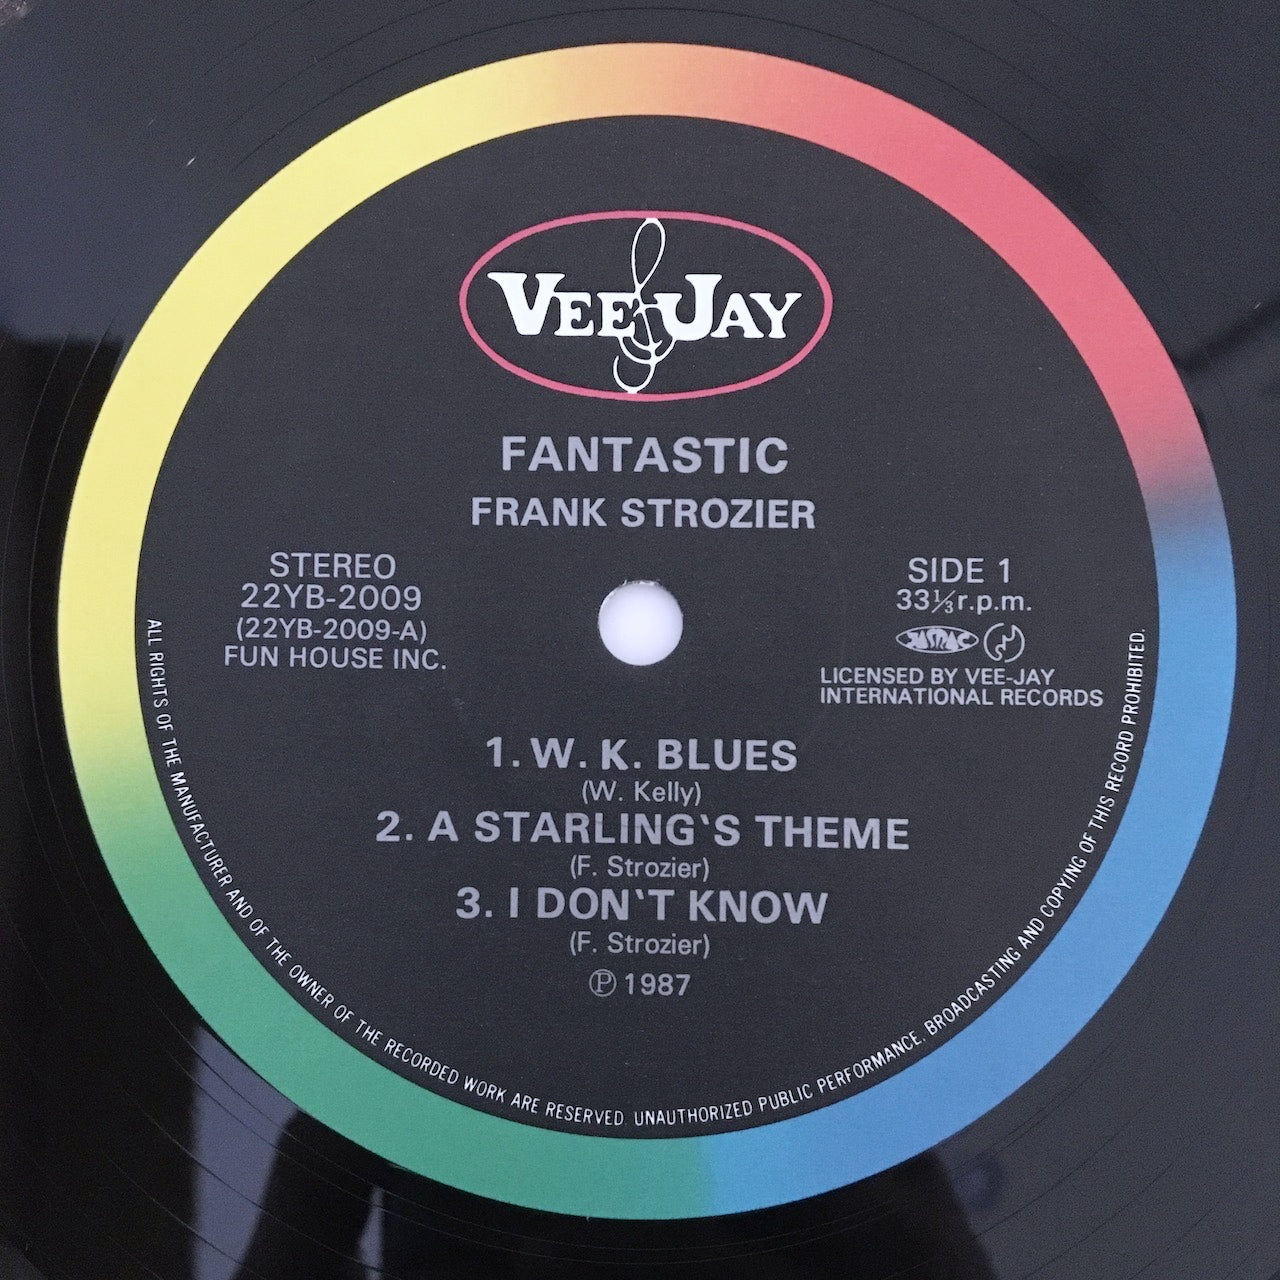 VEE JAY
FANTASTIC
FRANK STROZIER
STEREO
22YB-2009
(22YB-2009-A)
FUN HOUSE INC.
SIDE 1
33⅓r.p.m.
JASRAC
LICENSED BY VEE-JAY
INTERNATIONAL RECORDS
1. W. K. BLUES
(W. Kelly)
2. A STARLING‵S THEME
(F. Strozier)
3. I DON‵T KNOW
(F. Strozier)
Ⓟ 1987
ALL RIGHTS OF THE MANUFACTURER AND OF THE OWNER OF THE RECORDED WORK ARE RESERVED. UNAUTHORIZED PUBLIC PERFORMANCE, BROADCASTING AND COPYING OF THIS RECORD PROHIBITED.